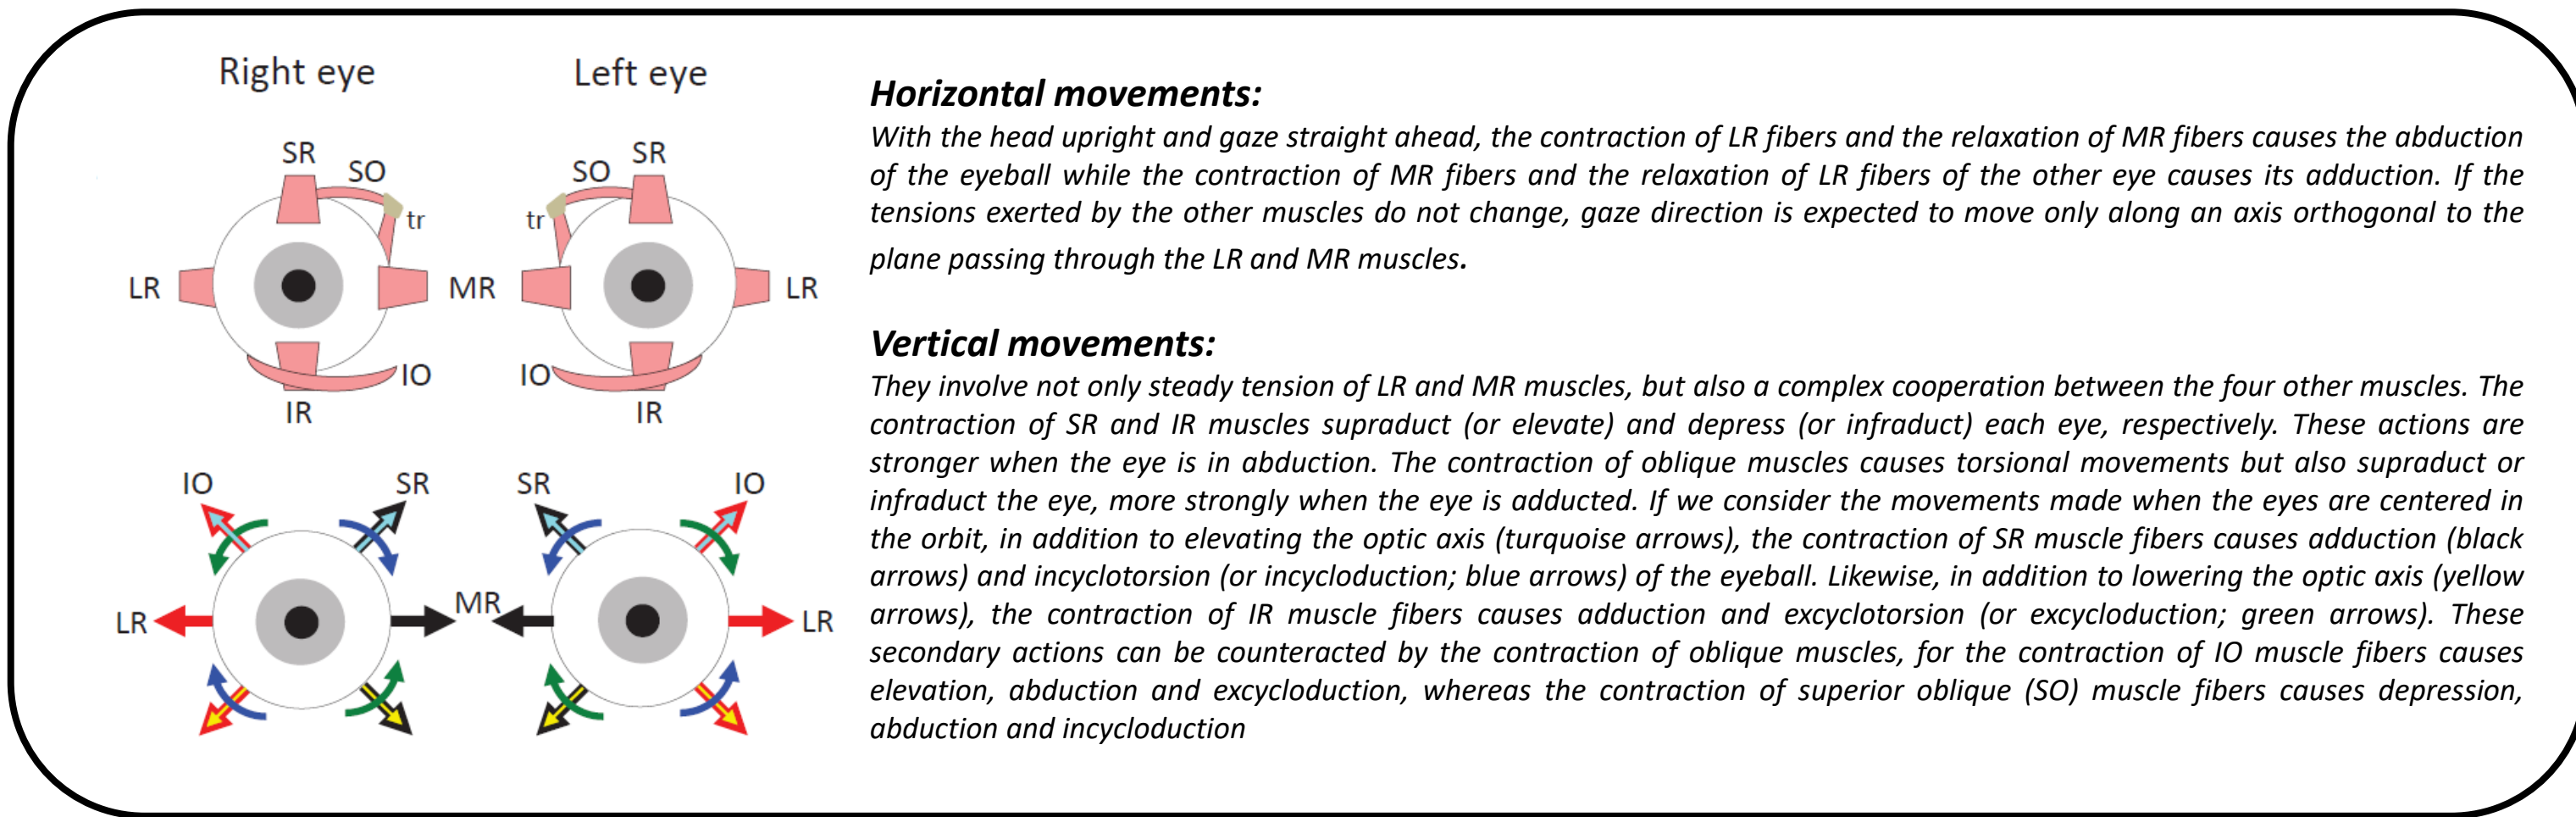 Right eye
Left eye
SR
SO
tr
LR
MR
IO
IR
SR
SO
tr
LR
IO
IR
IO
SR
LR
MR
SR
IO
LR
Horizontal movements:
With the head upright and gaze straight ahead, the contraction of LR fibers and the relaxation of MR fibers causes the abduction
of the eyeball while the contraction of MR fibers and the relaxation of LR fibers of the other eye causes its adduction. If the
tensions exerted by the other muscles do not change, gaze direction is expected to move only along an axis orthogonal to the
plane passing through the LR and MR muscles.
Vertical movements:
They involve not only steady tension of LR and MR muscles, but also a complex cooperation between the four other muscles. The
contraction of SR and IR muscles supraduct (or elevate) and depress (or infraduct) each eye, respectively. These actions are
stronger when the eye is in abduction. The contraction of oblique muscles causes torsional movements but also supraduct or
infraduct the eye, more strongly when the eye is adducted. If we consider the movements made when the eyes are centered in
the orbit, in addition to elevating the optic axis (turquoise arrows), the contraction of SR muscle fibers causes adduction (black
arrows) and incyclotorsion (or incycloduction; blue arrows) of the eyeball. Likewise, in addition to lowering the optic axis (yellow
arrows), the contraction of IR muscle fibers causes adduction and excyclotorsion (or excycloduction; green arrows). These
secondary actions can be counteracted by the contraction of oblique muscles, for the contraction of IO muscle fibers causes
elevation, abduction and excycloduction, whereas the contraction of superior oblique (SO) muscle fibers causes depression,
abduction and incycloduction